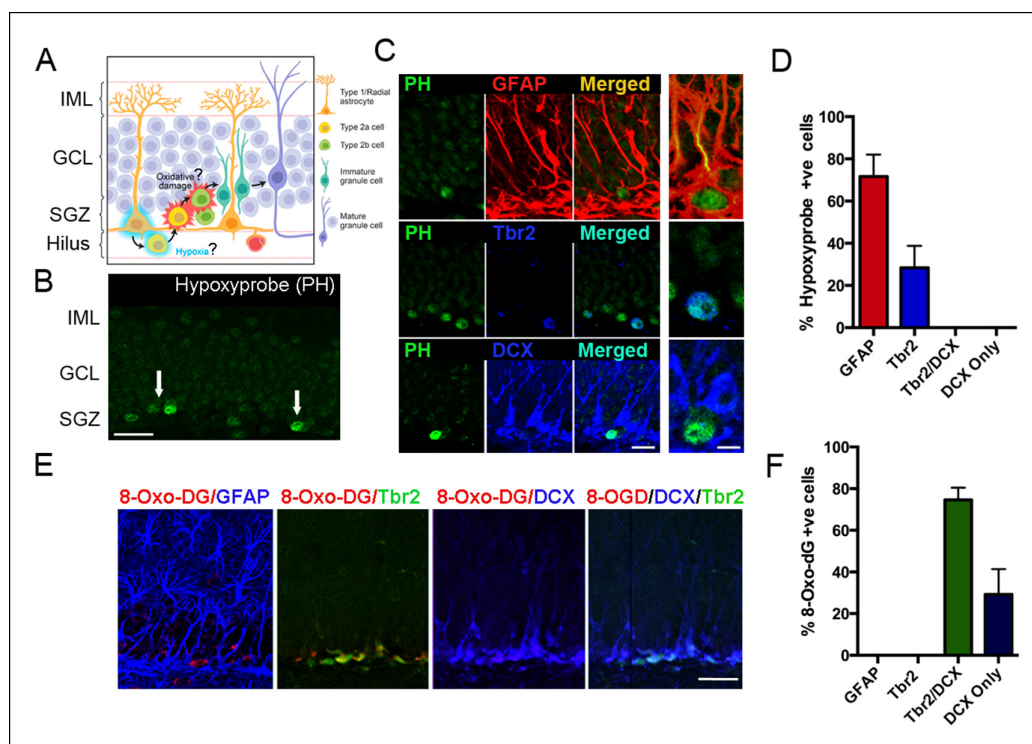 A
IML
GCL
SGZ
Hilus
Oxidative
damage
?
Hypoxia?
Type 1/Radial
astrocyte
Type 2a cell
Type 2b cell
Immature
granule cell
Mature
granule cell
B
Hypoxyprobe (PH)
IML
GCL
SGZ
C
PH GFAP Merged
PH Tbr2 Merged
PH DCX Merged
D
% Hypoxyprobe +ve cells
100
80
60
40
20
0
GFAP
Tbr2
Tbr2/DCX
DCX Only
E
8-Oxo-DG/GFAP 8-Oxo-DG/Tbr2 8-Oxo-DG/DCX 8-OGD/DCX/Tbr2
F
% 8-Oxo-dG +ve cells
100
80
60
40
20
0
GFAP
Tbr2
Tbr2/DCX
DCX Only